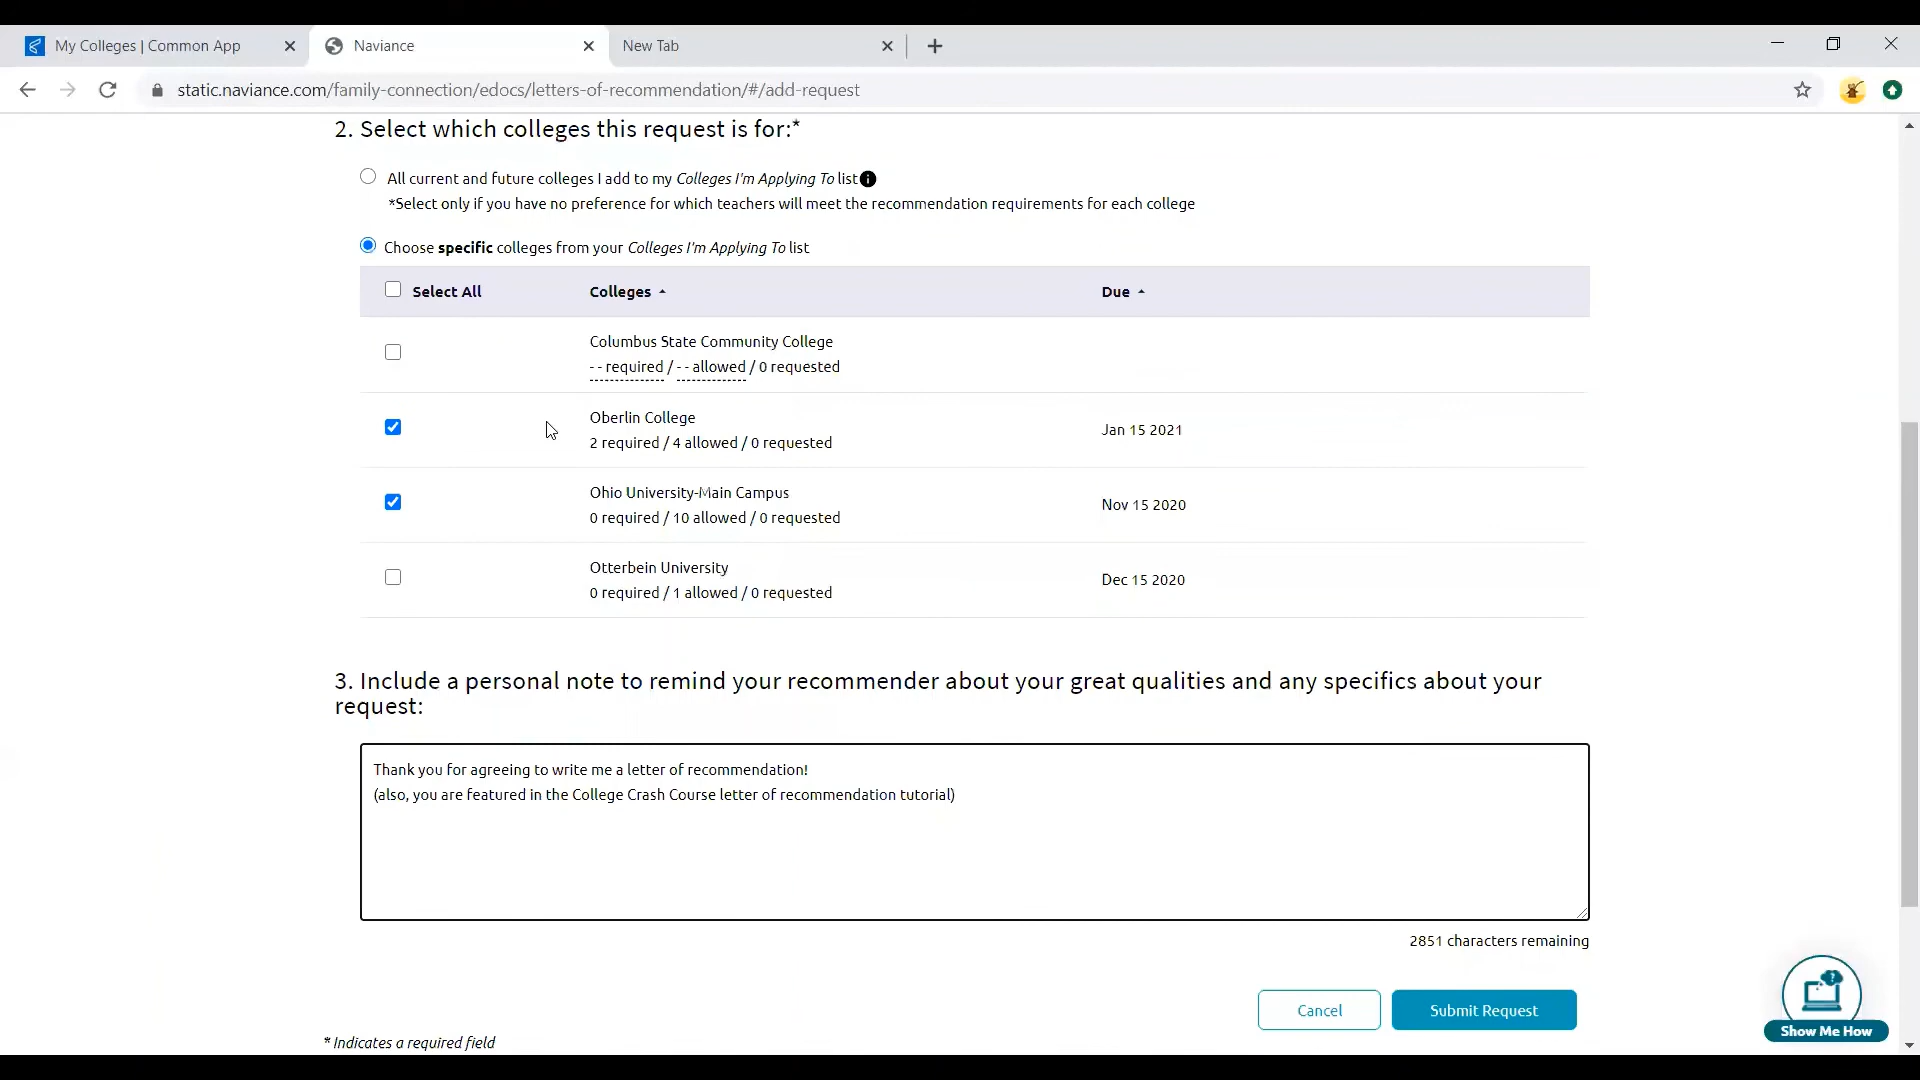 My Colleges | Common App
Naviance
New Tab
static.naviance.com/family-connection/edocs/letters-of-recommendation/#/add-request
2. Select which colleges this request is for:*
All current and future colleges I add to my Colleges I'm Applying To list
*Select only if you have no preference for which teachers will meet the recommendation requirements for each college
Choose specific colleges from your Colleges I'm Applying To list
Select All Colleges Due
Columbus State Community College
- - required / - - allowed / 0 requested
Oberlin College
2 required / 4 allowed / 0 requested
Jan 15 2021
Ohio University-Main Campus
0 required / 10 allowed / 0 requested
Nov 15 2020
Otterbein University
0 required / 1 allowed / 0 requested
Dec 15 2020
3. Include a personal note to remind your recommender about your great qualities and any specifics about your
request:
Thank you for agreeing to write me a letter of recommendation!
(also, you are featured in the College Crash Course letter of recommendation tutorial)
2851 characters remaining
Cancel
Submit Request
Show Me How
* Indicates a required field